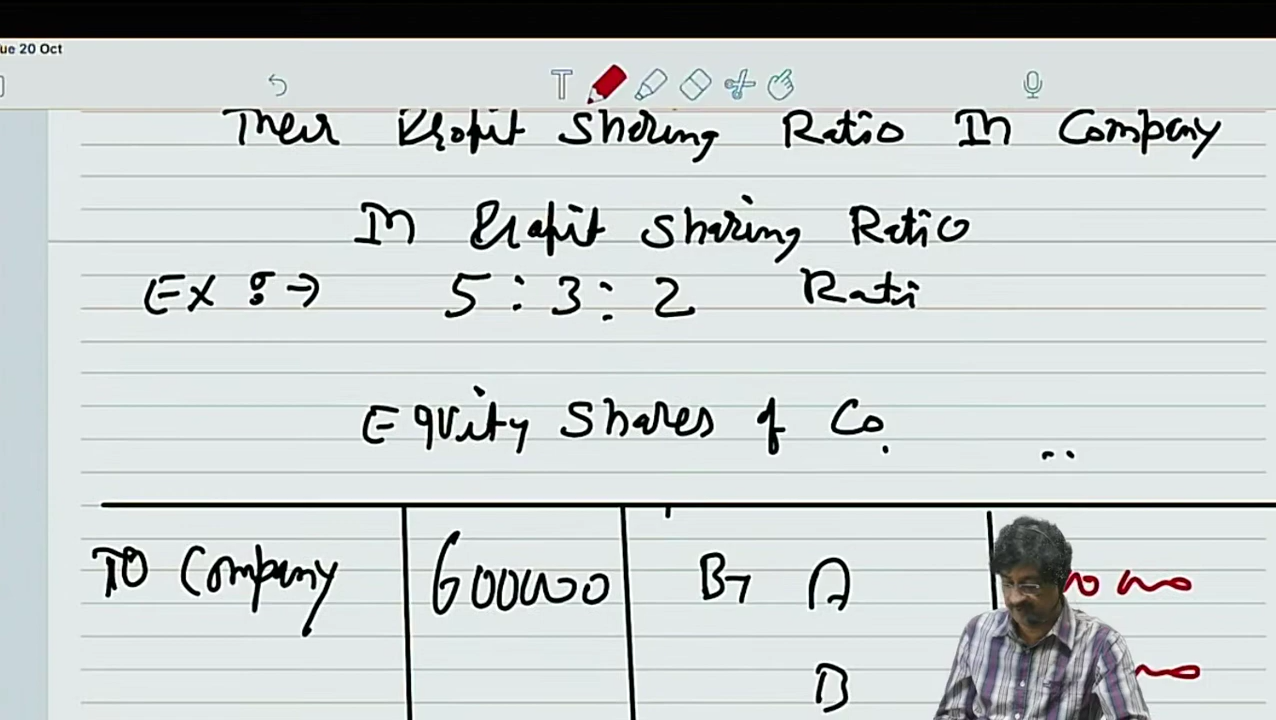 ue 20 Oct
T
Their Profit Sharing Ratio In Company
In Profit Sharing Ratio
Ex :→ 5 : 3 : 2 Rati
Equity Shares of Co.
To Company 600000 By A
B